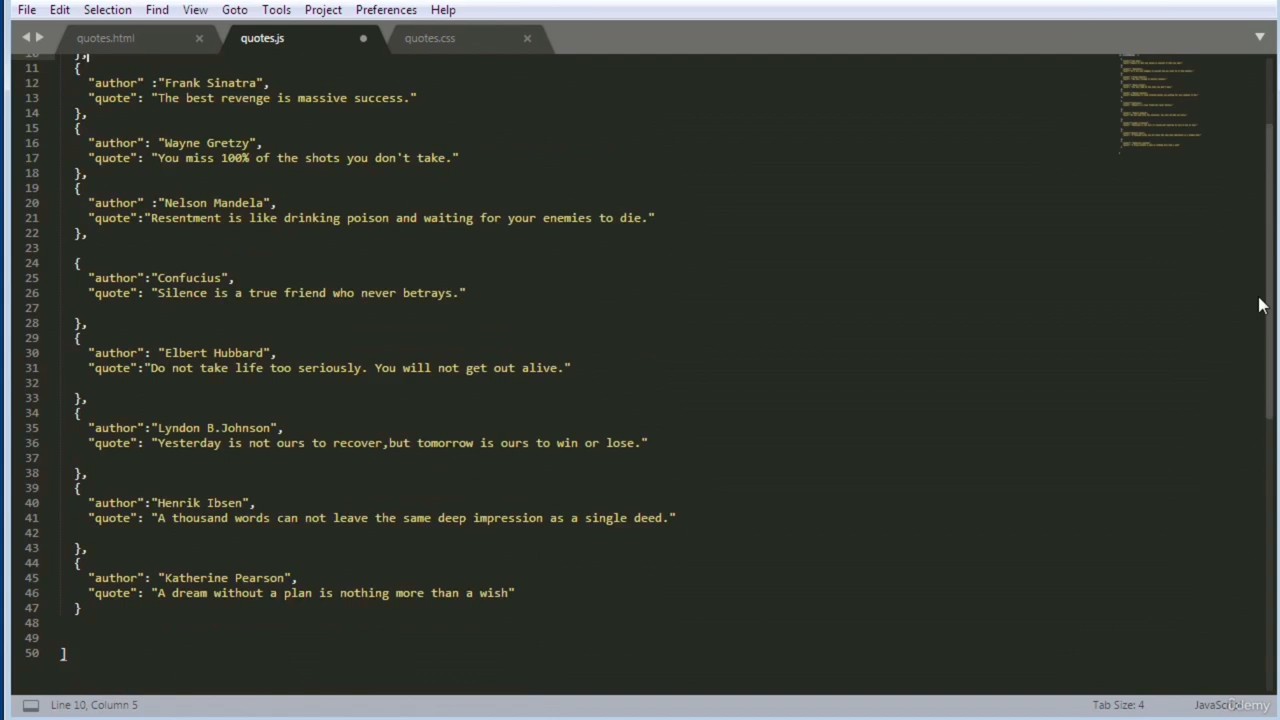 File Edit Selection Find View Goto Tools Project Preferences Help
quotes.html × quotes.js quotes.css ×
10 },
11 {
12 "author" :"Frank Sinatra",
13 "quote": "The best revenge is massive success."
14 },
15 {
16 "author": "Wayne Gretzy",
17 "quote": "You miss 100% of the shots you don't take."
18 },
19 {
20 "author" :"Nelson Mandela",
21 "quote":"Resentment is like drinking poison and waiting for your enemies to die."
22 },
23
24 {
25 "author":"Confucius",
26 "quote": "Silence is a true friend who never betrays."
27
28 },
29 {
30 "author": "Elbert Hubbard",
31 "quote":"Do not take life too seriously. You will not get out alive."
32
33 },
34 {
35 "author":"Lyndon B.Johnson",
36 "quote": "Yesterday is not ours to recover,but tomorrow is ours to win or lose."
37
38 },
39 {
40 "author":"Henrik Ibsen",
41 "quote": "A thousand words can not leave the same deep impression as a single deed."
42
43 },
44 {
45 "author": "Katherine Pearson",
46 "quote": "A dream without a plan is nothing more than a wish"
47 }
48
49
50 ]
Line 10, Column 5 Tab Size: 4 JavaScript